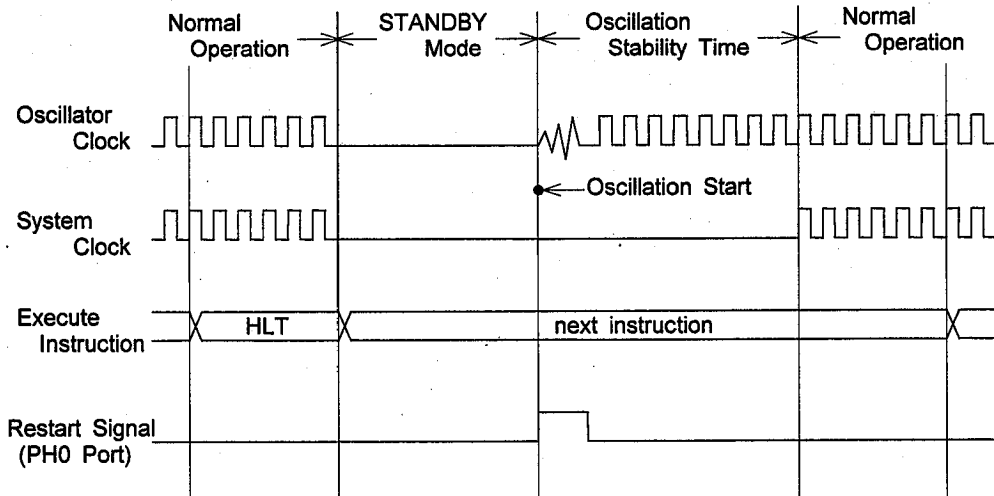 Normal
Operation
STANDBY
Mode
Oscillation
Stability Time
Normal
Operation
Oscillator
Clock
Oscillation Start
System
Clock
Execute
Instruction
HLT
next instruction
Restart Signal
(PH0 Port)